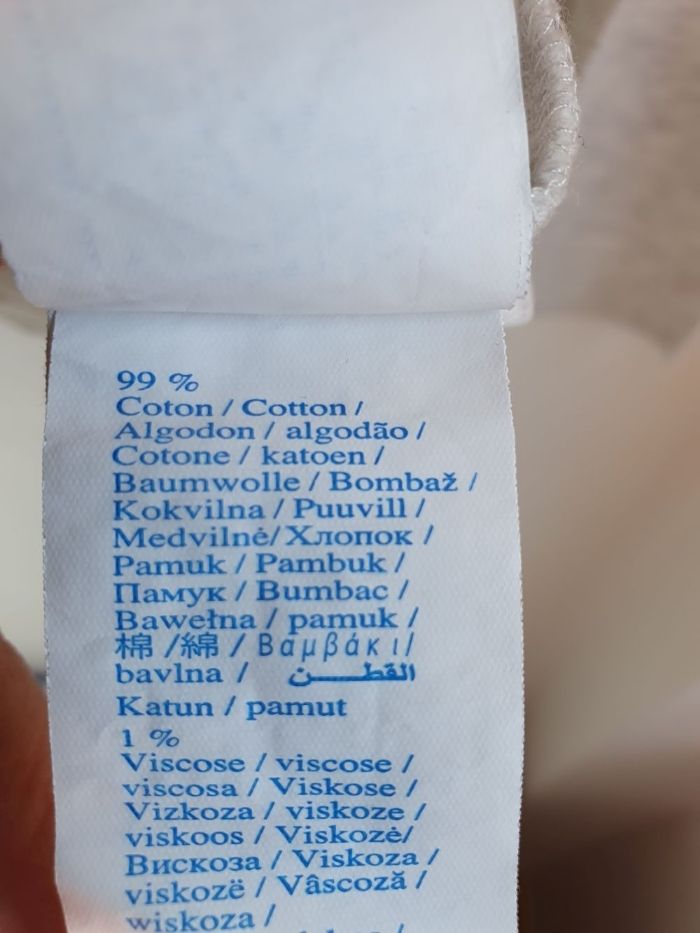 99 %
Coton / Cotton /
Algodon / algodão /
Cotone / katoen /
Baumwolle / Bombaž /
Kokvilna / Puuvill /
Medvilnė/Хлопок /
Pamuk / Pambuk /
Памук / Bumbac /
Bawełna / pamuk /
棉 /綿 / Βαμβάκι/
bavlna / القطــــن
Katun / pamut
1 %
Viscose / viscose /
viscosa / Viskose /
Vizkoza / viskoze /
viskoos / Viskozė/
Вискоза / Viskoza /
viskozë / Vâscoză /
wiskoza /